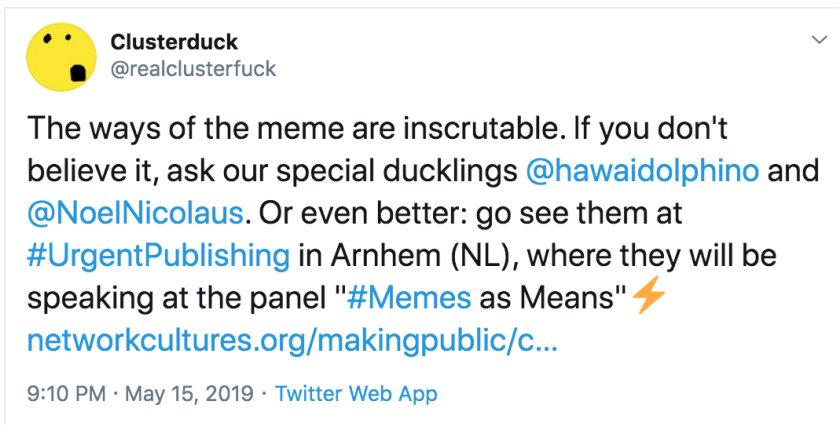 Clusterduck
@realclusterfuck
The ways of the meme are inscrutable. If you don't
believe it, ask our special ducklings @hawaidolphino and
@NoelNicolaus. Or even better: go see them at
#UrgentPublishing in Arnhem (NL), where they will be
speaking at the panel "#Memes as Means"⚡
networkcultures.org/makingpublic/c...
9:10 PM · May 15, 2019 · Twitter Web App